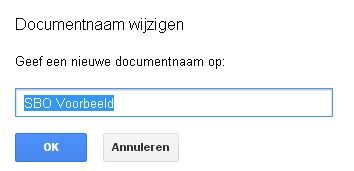 Documentnaam wijzigen
Geef een nieuwe documentnaam op:
SBO Voorbeeld
OK Annuleren